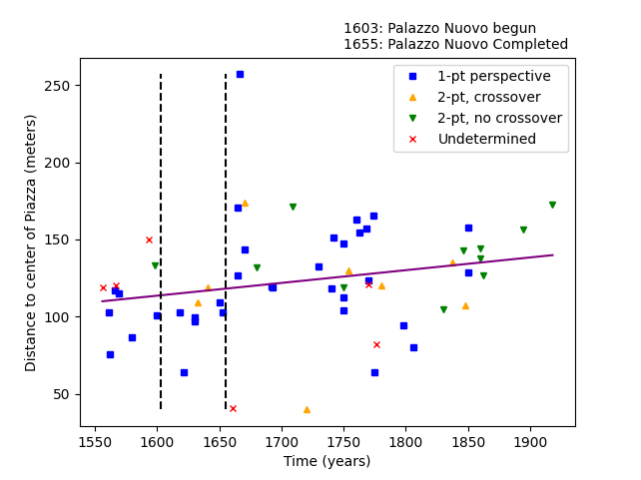 1603: Palazzo Nuovo begun
1655: Palazzo Nuovo Completed
1-pt perspective
2-pt, crossover
2-pt, no crossover
Undetermined
250
200
150
100
50
Distance to center of Piazza (meters)
1550 1600 1650 1700 1750 1800 1850 1900
Time (years)